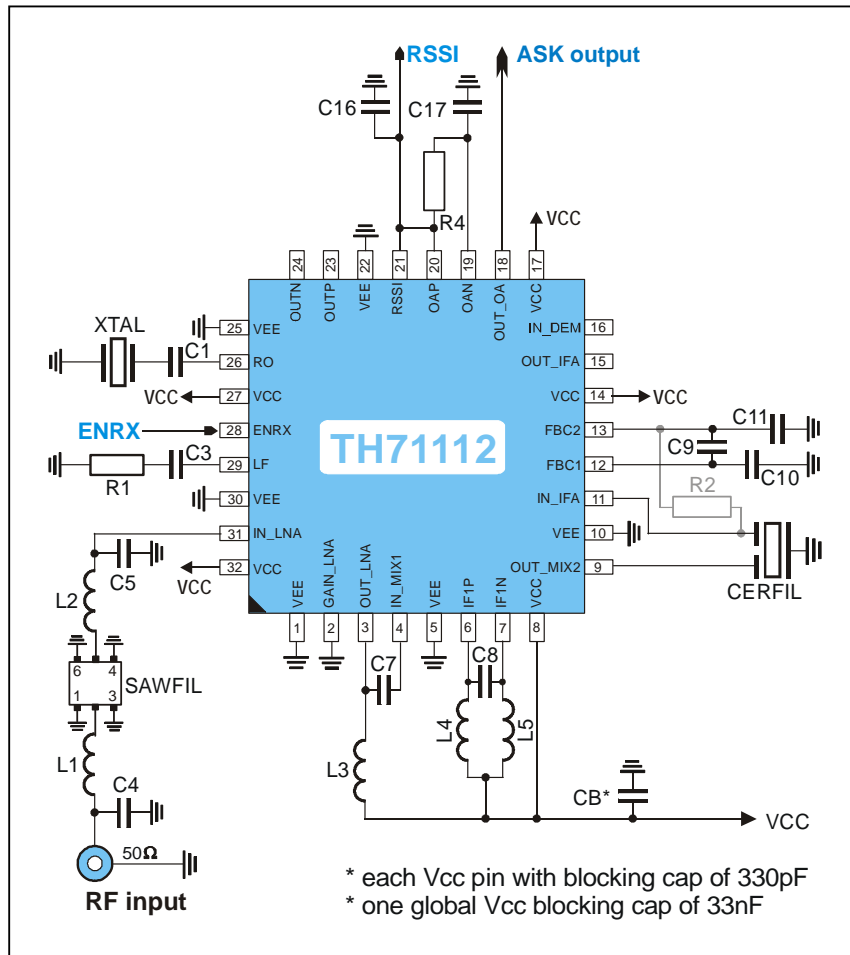 RSSI
ASK output
C16
C17
R4
VCC
24
23
22
21
20
19
18
17
OUTN
OUTP
VEE
RSSI
OAP
OAN
OUT_OA
VCC
XTAL
C1
25
VEE
IN_DEM
16
26
RO
OUT_IFA
15
VCC
27
VCC
VCC
14
VCC
ENRX
28
ENRX
FBC2
13
C11
C9
C3
29
LF
TH71112
FBC1
12
C10
R1
30
VEE
IN_IFA
11
R2
31
IN_LNA
VEE
10
C5
VCC
32
VCC
OUT_MIX2
9
CERFIL
L2
VEE
GAIN_LNA
OUT_LNA
IN_MIX1
VEE
IF1P
IF1N
VCC
1
2
3
4
5
6
7
8
6
4
1
3
SAWFIL
C7
C8
L1
L3
L4
L5
C4
CB*
VCC
50Ω
RF input
* each Vcc pin with blocking cap of 330pF
* one global Vcc blocking cap of 33nF